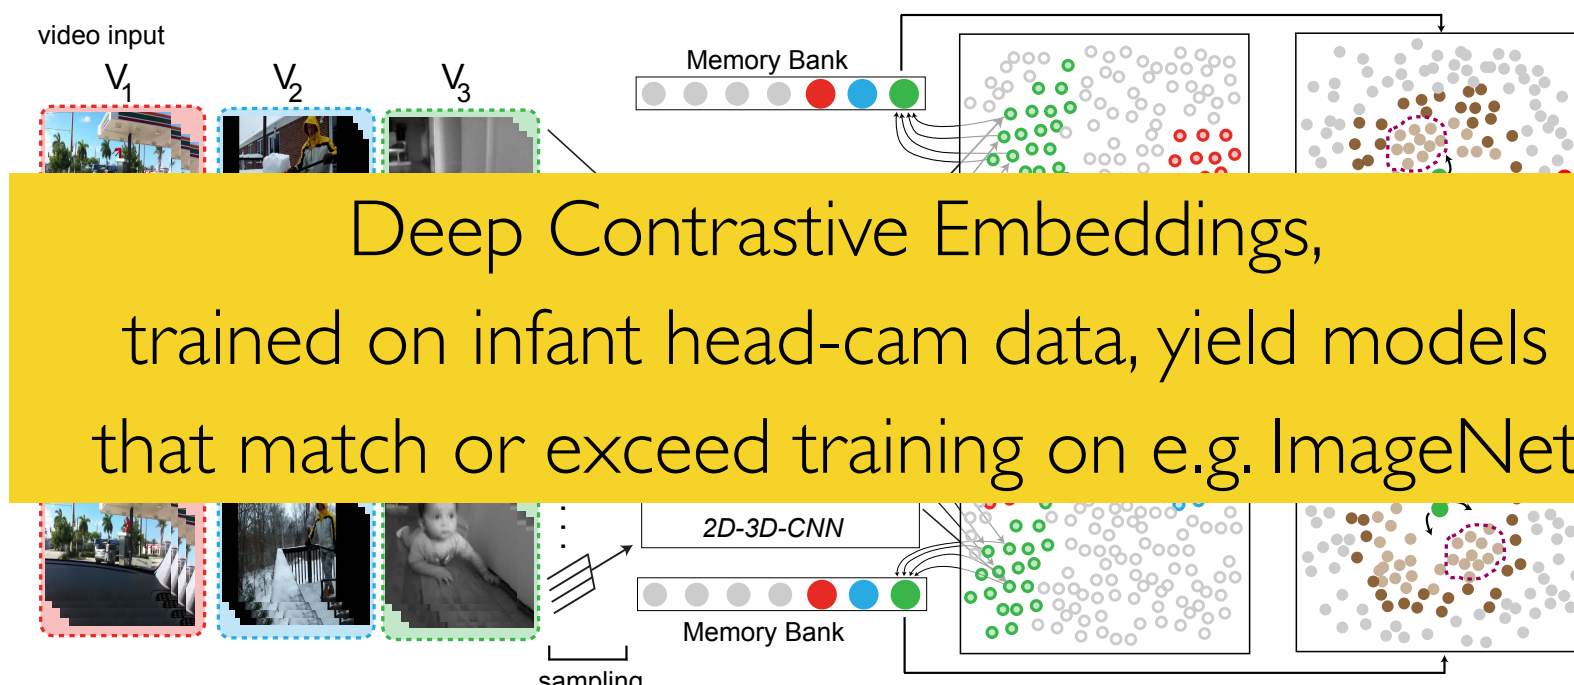 video input
V1 V2 V3
Memory Bank
Deep Contrastive Embeddings,
trained on infant head-cam data, yield models
that match or exceed training on e.g. ImageNet
2D-3D-CNN
Memory Bank
sampling